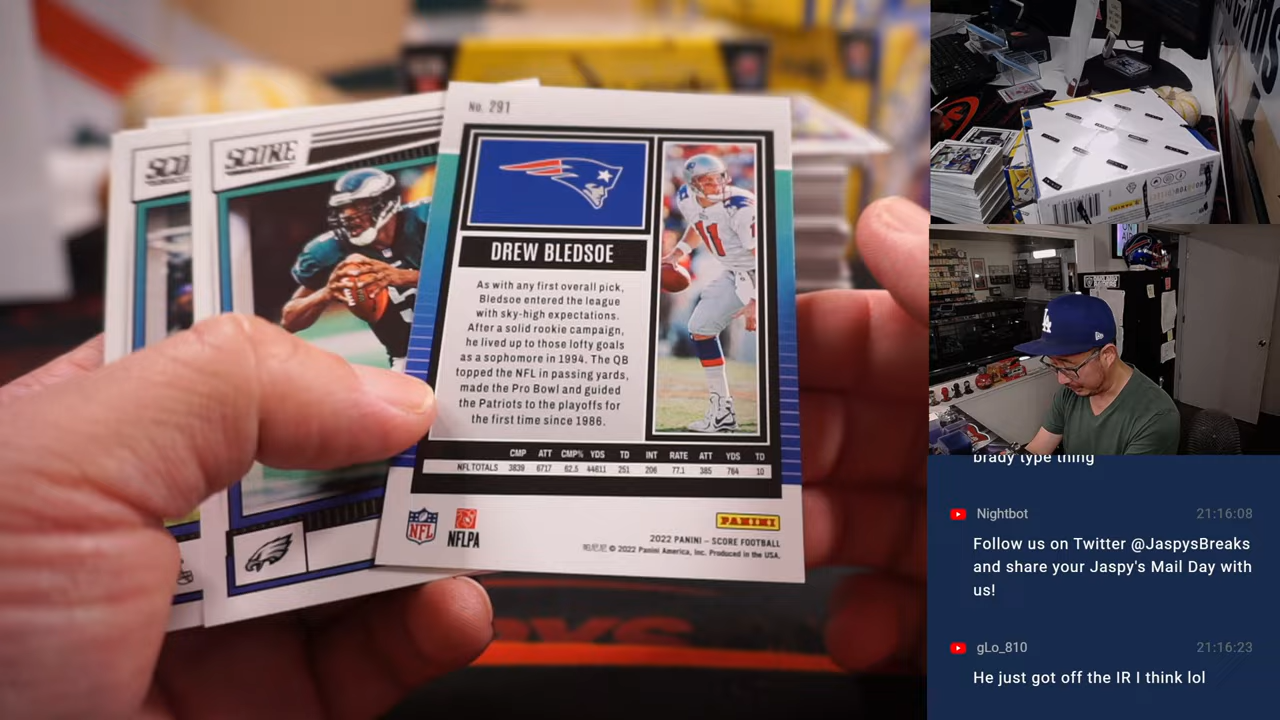 No. 291
SCORE
SCO
DREW BLEDSOE
As with any first overall pick,
Bledsoe entered the league
with sky-high expectations.
After a solid rookie campaign,
he lived up to those lofty goals
as a sophomore in 1994. The QB
topped the NFL in passing yards,
made the Pro Bowl and guided
the Patriots to the playoffs for
the first time since 1986.
11
CMP ATT CMP% YDS TD INT RATE ATT YDS TD
NFL TOTALS 3839 6717 62.5 44611 251 206 77.1 385 764 10
NFL
NFLPA
PANINI
2022 PANINI – SCORE FOOTBALL
帕尼尼 © 2022 Panini America, Inc. Produced in the USA.
LA
brady type thing
Nightbot 21:16:08
Follow us on Twitter @JaspysBreaks
and share your Jaspy's Mail Day with
us!
gLo_810 21:16:23
He just got off the IR I think lol